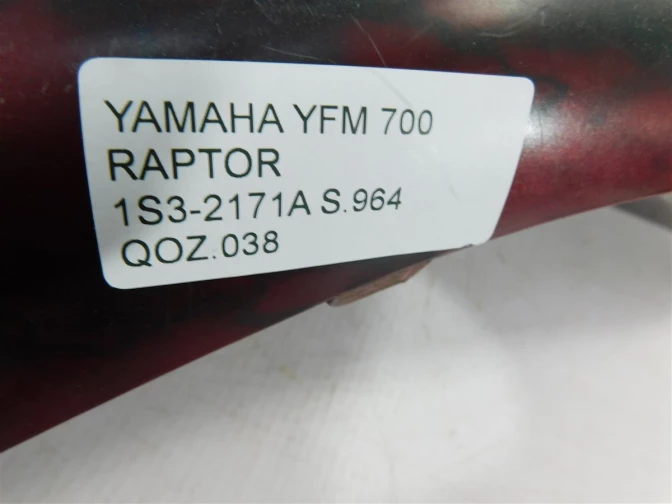 YAMAHA YFM 700
RAPTOR
1S3-2171A S.964
QOZ.038